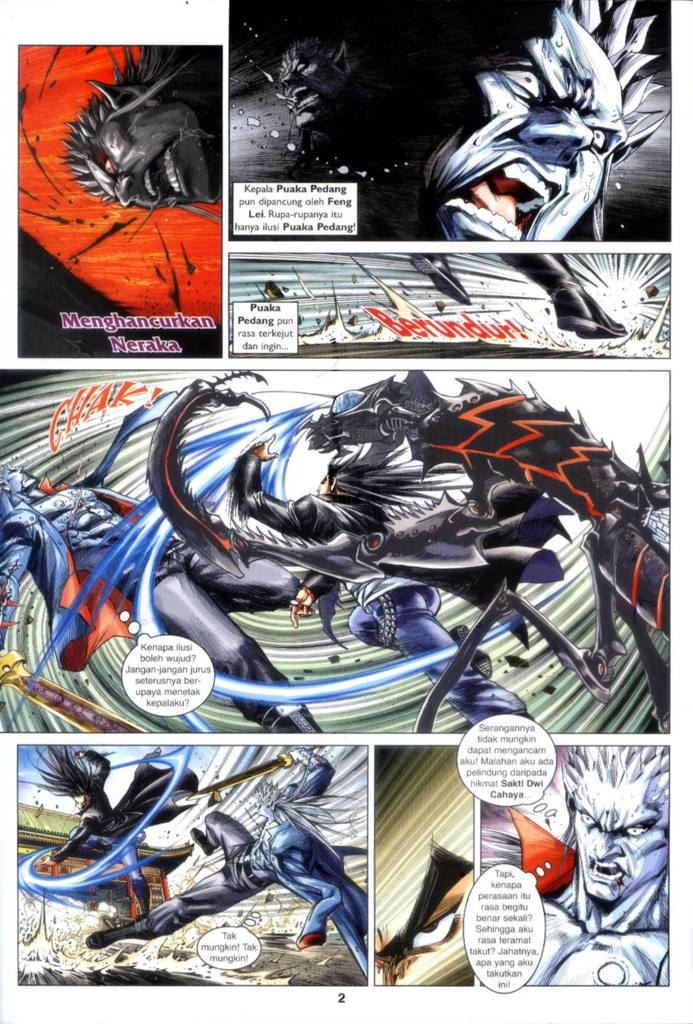 Menghancurkan
Neraka
Kepala Puaka Pedang
pun dipancung oleh Feng
Lei. Rupa-rupanya itu
hanya ilusi Puaka Pedang!
Puaka
Pedang pun
rasa terkejut
dan ingin...
Berundur!
CHAK!
Kenapa ilusi
boleh wujud?
Jangan-jangan jurus
seterusnya ber-
upaya menetak
kepalaku?
Tak
mungkin! Tak
mungkin!
Serangannya
tidak mungkin
dapat mengancam
aku! Malahan aku ada
pelindung daripada
hikmat Sakti Dwi
Cahaya...
Tapi,
kenapa
perasaan itu
rasa begitu
benar sekali?
Sehingga aku
rasa teramat
takut? Jahatnya,
apa yang aku
takutkan
ini!
2